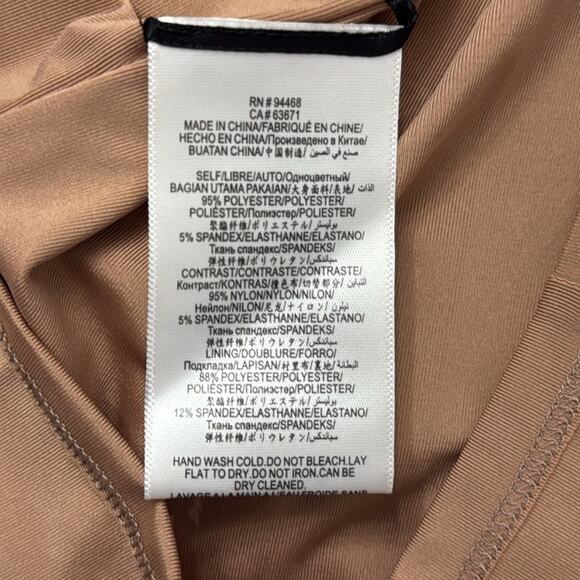 RN # 94468
CA # 63671
MADE IN CHINA/FABRIQUÉ EN CHINE/
HECHO EN CHINA/Произведено в Китае/
BUATAN CHINA/中国制造/ صنع في الصين
SELF/LIBRE/AUTO/Одноцветный/
BAGIAN UTAMA PAKAIAN/大身面料/表地/ الذات
95% POLYESTER/POLYESTER/
POLIÉSTER/Полиэстер/POLIESTER/
聚酯纤维/ポリエステル/بوليستر
5% SPANDEX/ELASTHANNE/ELASTANO/
Ткань спандекс/SPANDEKS/
弹性纤维/ポリウレタン/سباندكس
CONTRAST/CONTRASTE/CONTRASTE/
Контраст/KONTRAS/撞色布/切替部分/ التباين
95% NYLON/NYLON/NILON/
Нейлон/NILON/尼龙/ナイロン/ نيلون
5% SPANDEX/ELASTHANNE/ELASTANO/
Ткань спандекс/SPANDEKS/
弹性纤维/ポリウレタン/سباندكس
LINING/DOUBLURE/FORRO/
Подкладка/LAPISAN/村里布/裏地/ البطانة
88% POLYESTER/POLYESTER/
POLIÉSTER/Полиэстер/POLIESTER/
聚酯纤维/ポリエステル/بوليستر
12% SPANDEX/ELASTHANNE/ELASTANO/
Ткань спандекс/SPANDEKS/
弹性纤维/ポリウレタン/سباندكس
HAND WASH COLD.DO NOT BLEACH.LAY
FLAT TO DRY.DO NOT IRON.CAN BE
DRY CLEANED.
LAVAGE A LA MAIN A L'EAU FROIDE SANS